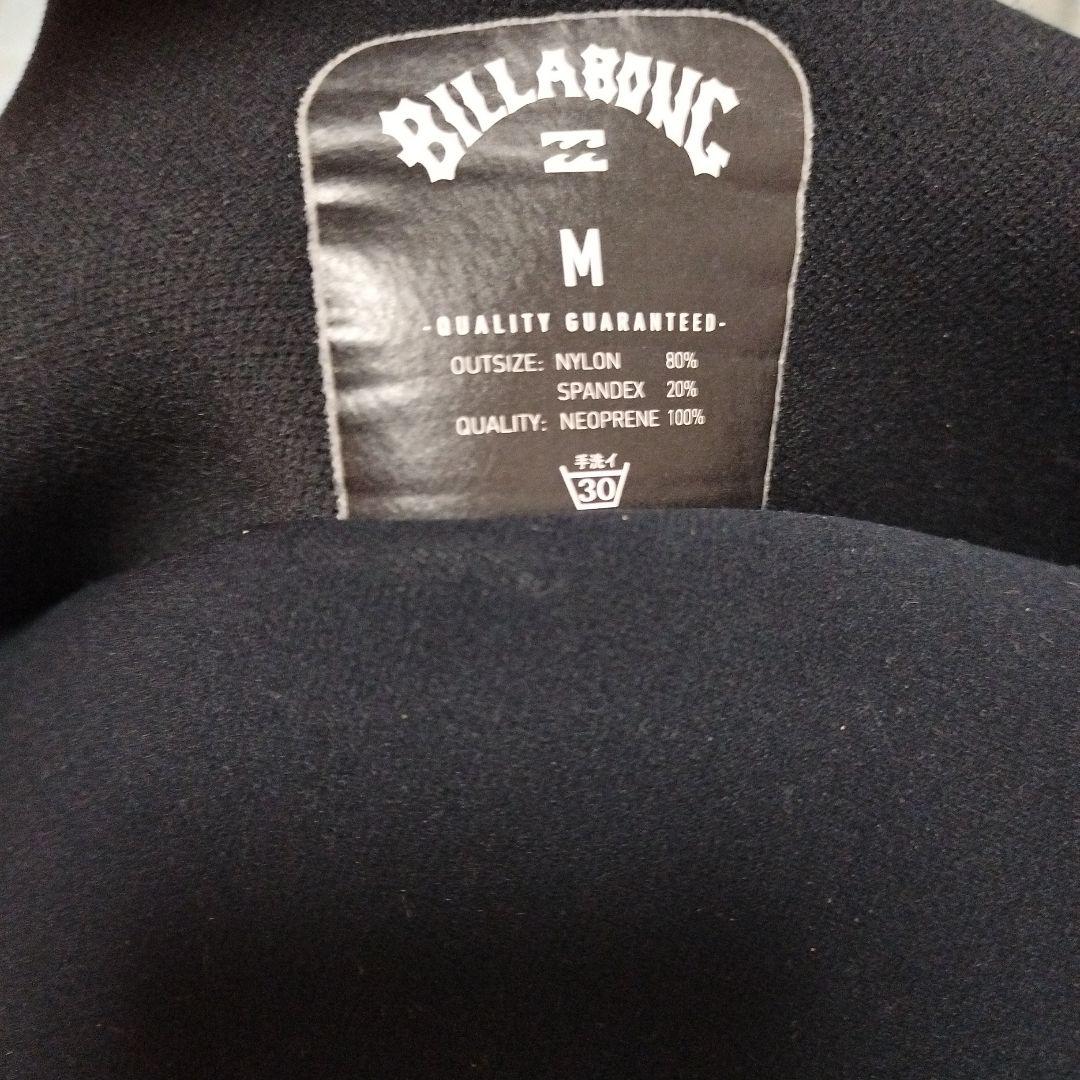 BILLABONG
M
-QUALITY GUARANTEED-
OUTSIZE: NYLON 80%
SPANDEX 20%
QUALITY: NEOPRENE 100%
手洗イ
30